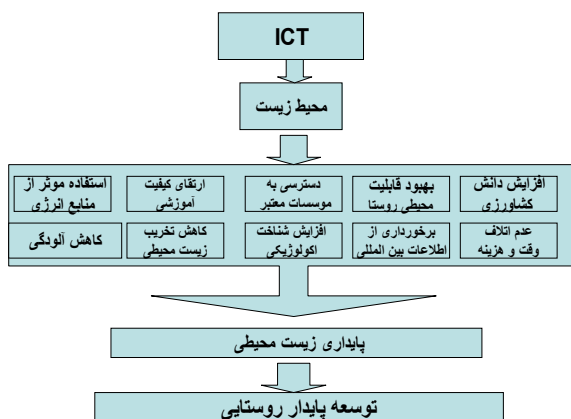 ICT
محیط زیست
افزایش دانش
کشاورزی
بهبود قابلیت
محیطی روستا
دسترسی به
موسسات معتبر
ارتقای کیفیت
آموزشی
استفاده موثر از
منابع انرژی
عدم اتلاف
وقت و هزینه
برخورداری از
اطلاعات بین المللی
افزایش شناخت
اکولوژیکی
کاهش تخریب
زیست محیطی
کاهش آلودگی
پایداری زیست محیطی
توسعه پایدار روستایی